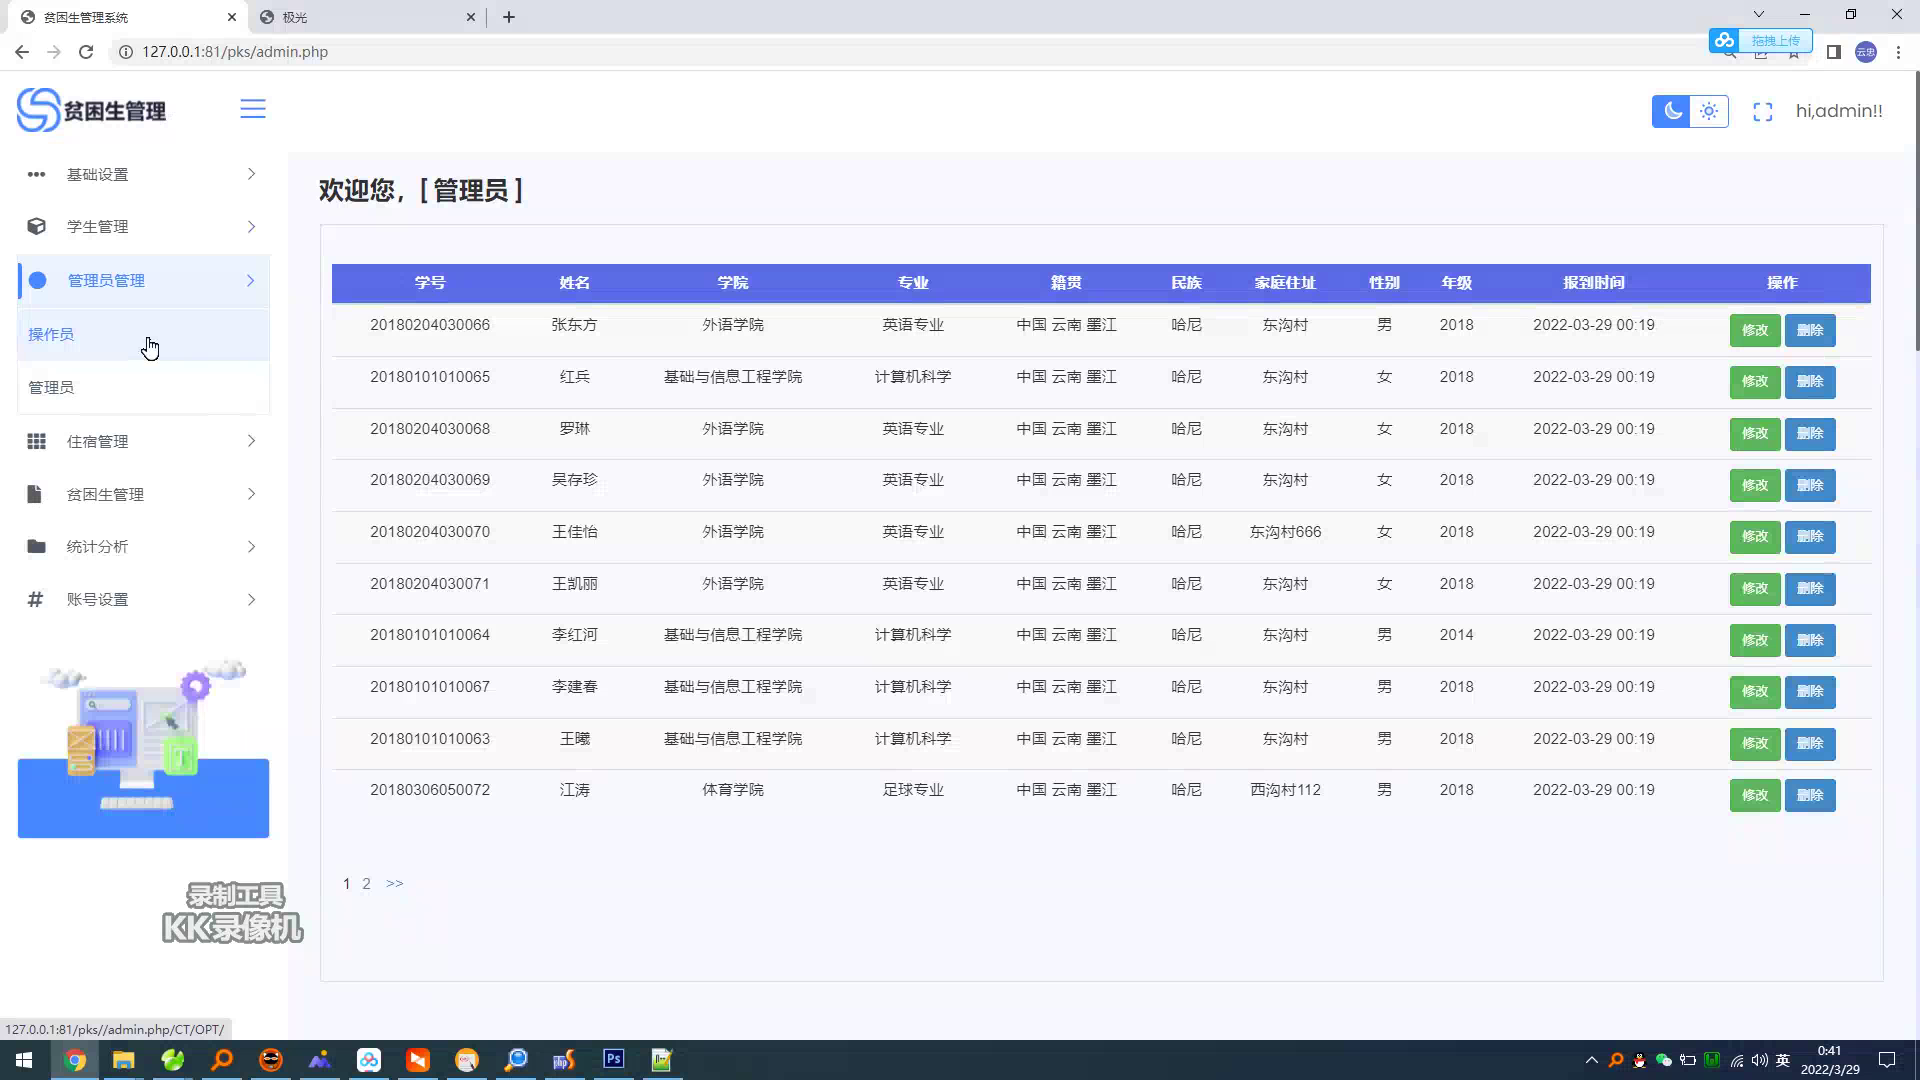 贫困生管理系统
极光
127.0.0.1:81/pks/admin.php
拖拽上传
云忠
贫困生管理
hi,admin!!
基础设置
学生管理
管理员管理
操作员
管理员
住宿管理
贫困生管理
统计分析
账号设置
欢迎您，[ 管理员 ]
学号 姓名 学院 专业 籍贯 民族 家庭住址 性别 年级 报到时间 操作
20180204030066 张东方 外语学院 英语专业 中国 云南 墨江 哈尼 东沟村 男 2018 2022-03-29 00:19 修改 删除
20180101010065 红兵 基础与信息工程学院 计算机科学 中国 云南 墨江 哈尼 东沟村 女 2018 2022-03-29 00:19 修改 删除
20180204030068 罗琳 外语学院 英语专业 中国 云南 墨江 哈尼 东沟村 女 2018 2022-03-29 00:19 修改 删除
20180204030069 吴存珍 外语学院 英语专业 中国 云南 墨江 哈尼 东沟村 女 2018 2022-03-29 00:19 修改 删除
20180204030070 王佳怡 外语学院 英语专业 中国 云南 墨江 哈尼 东沟村666 女 2018 2022-03-29 00:19 修改 删除
20180204030071 王凯丽 外语学院 英语专业 中国 云南 墨江 哈尼 东沟村 女 2018 2022-03-29 00:19 修改 删除
20180101010064 李红河 基础与信息工程学院 计算机科学 中国 云南 墨江 哈尼 东沟村 男 2014 2022-03-29 00:19 修改 删除
20180101010067 李建春 基础与信息工程学院 计算机科学 中国 云南 墨江 哈尼 东沟村 男 2018 2022-03-29 00:19 修改 删除
20180101010063 王曦 基础与信息工程学院 计算机科学 中国 云南 墨江 哈尼 东沟村 男 2018 2022-03-29 00:19 修改 删除
20180306050072 江涛 体育学院 足球专业 中国 云南 墨江 哈尼 西沟村112 男 2018 2022-03-29 00:19 修改 删除
1 2 >>
录制工具
KK录像机
127.0.0.1:81/pks//admin.php/CT/OPT/
php
Ps
英
0:41
2022/3/29